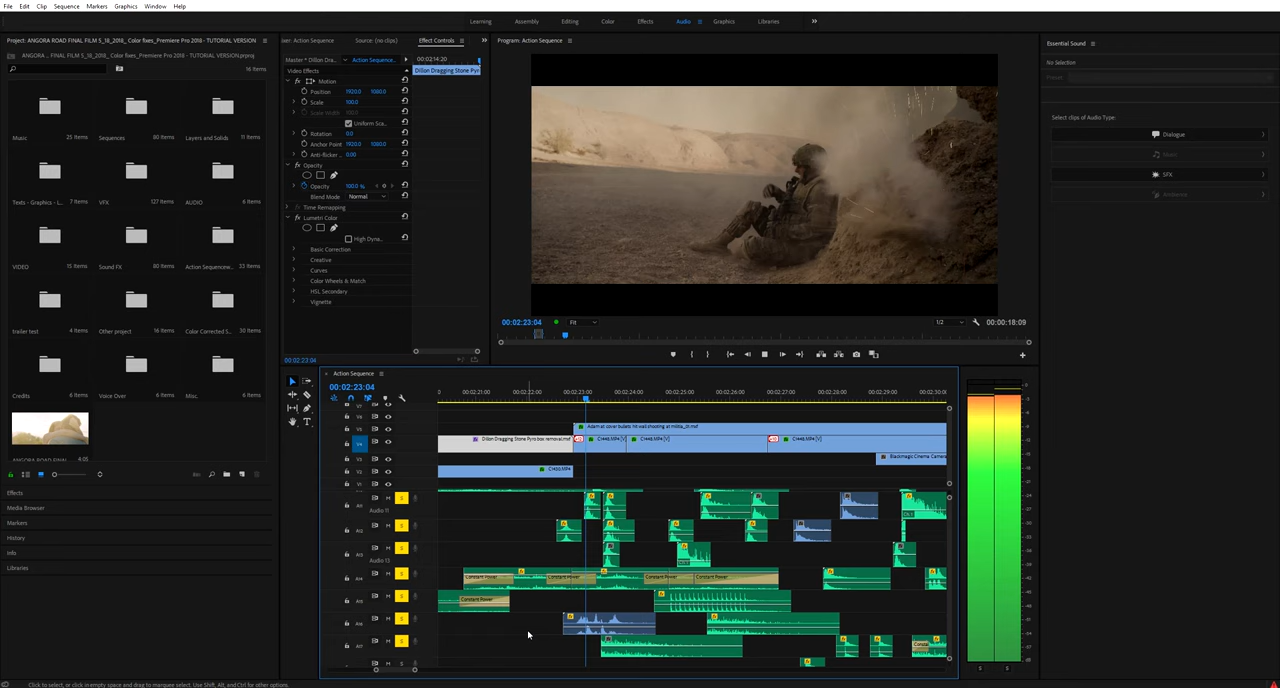 File Edit Clip Sequence Markers Graphics Window Help
Learning Assembly Editing Color Effects Audio Graphics Libraries
Project: ANGORA ROAD FINAL FILM 5_18_2018_ Color fixes_Premiere Pro 2018 - TUTORIAL VERSION
ANGORA ... FINAL FILM 5_18_2018_ Color fixes_Premiere Pro 2018 - TUTORIAL VERSION.prproj
16 Items
Music 25 Items
Sequences 80 Items
Layers and Solids 11 Items
Texts - Graphics - L... 7 Items
VFX 127 Items
AUDIO 6 Items
VIDEO 15 Items
Sound FX 80 Items
Action Sequencew... 33 Items
trailer test 4 Items
Other project 16 Items
Color Corrected S... 30 Items
Credits 6 Items
Voice Over 6 Items
Misc. 6 Items
ANGORA ROAD FINAL 4:05
Effects
Media Browser
Markers
History
Info
Libraries
ixer: Action Sequence Source: (no clips) Effect Controls
Master * Dillon Dra... Action Sequence... 00:02:14:20
Video Effects Dillon Dragging Stone Pyro
fx Motion
Position 1920.0 1080.0
Scale 100.0
Scale Width
Uniform Sca...
Rotation 0.0
Anchor Point 1920.0 1080.0
Anti-flicker ... 0.00
fx Opacity
Opacity 100.0 %
Blend Mode Normal
Time Remapping
fx Lumetri Color
High Dyna...
Basic Correction
Creative
Curves
Color Wheels & Match
HSL Secondary
Vignette
00:02:23:04
Program: Action Sequence
00:02:23:04 Fit 1/2 00:00:18:09
Essential Sound
No Selection
Preset:
Select clips of Audio Type:
Dialogue
Music
SFX
Ambience
Action Sequence
00:02:23:04
00:02:21:00 00:02:22:00 00:02:23:00 00:02:24:00 00:02:25:00 00:02:26:00 00:02:27:00 00:02:28:00 00:02:29:00 00:02:30:00
Adam at cover bullets hit wall shooting at militia_01.mxf
Dillon Dragging Stone Pyro box removal.mxf
Blackmagic Cinema Camera
Audio 11
Audio 13
Constant Power Constant Power Constant Power Constant Power
Constant Power
Click to select, or click in empty space and drag to marquee select. Use Shift, Alt, and Ctrl for other options.